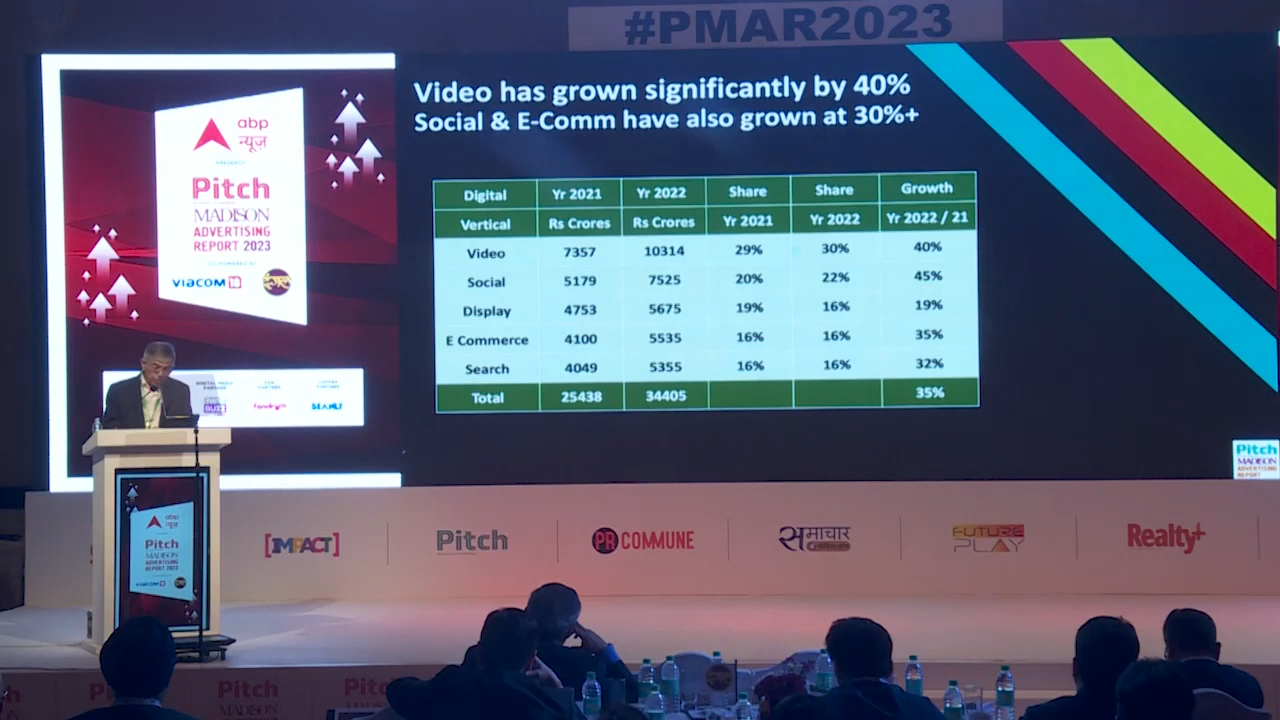 #PMAR2023
Video has grown significantly by 40%
Social & E-Comm have also grown at 30%+
abp
न्यूज़
PRESENTS
Pitch
MADISON
ADVERTISING
REPORT 2023
VIACOM18
Digital Yr 2021 Yr 2022 Share Share Growth
Vertical Rs Crores Rs Crores Yr 2021 Yr 2022 Yr 2022 / 21
Video 7357 10314 29% 30% 40%
Social 5179 7525 20% 22% 45%
Display 4753 5675 19% 16% 19%
E Commerce 4100 5535 16% 16% 35%
Search 4049 5355 16% 16% 32%
Total 25438 34405 35%
Pitch
MADISON
ADVERTISING
REPORT
abp
न्यूज़
Pitch
MADISON
ADVERTISING
REPORT 2023
VIACOM18
[IMPACT]
Pitch
PR COMMUNE
समाचार
FUTURE
PLAY
Realty+
Pitch
MADISON
Pitch